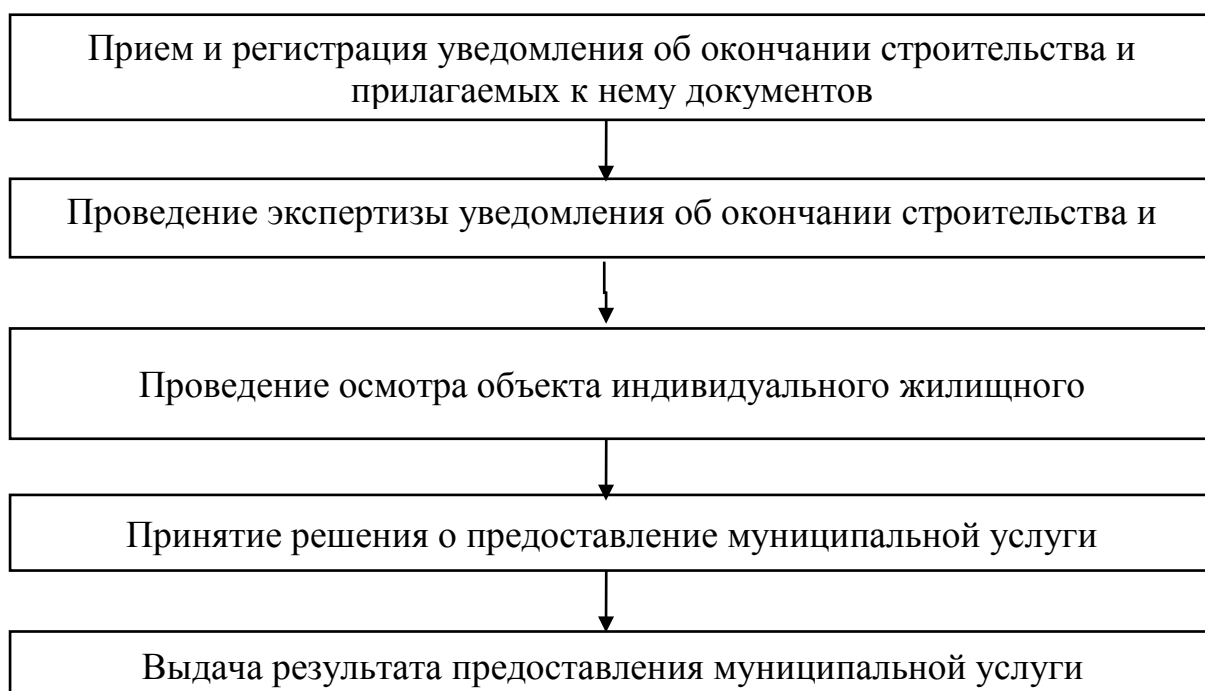 Прием и регистрация уведомления об окончании строительства и
прилагаемых к нему документов
Проведение экспертизы уведомления об окончании строительства и
Проведение осмотра объекта индивидуального жилищного
Принятие решения о предоставление муниципальной услуги
Выдача результата предоставления муниципальной услуги